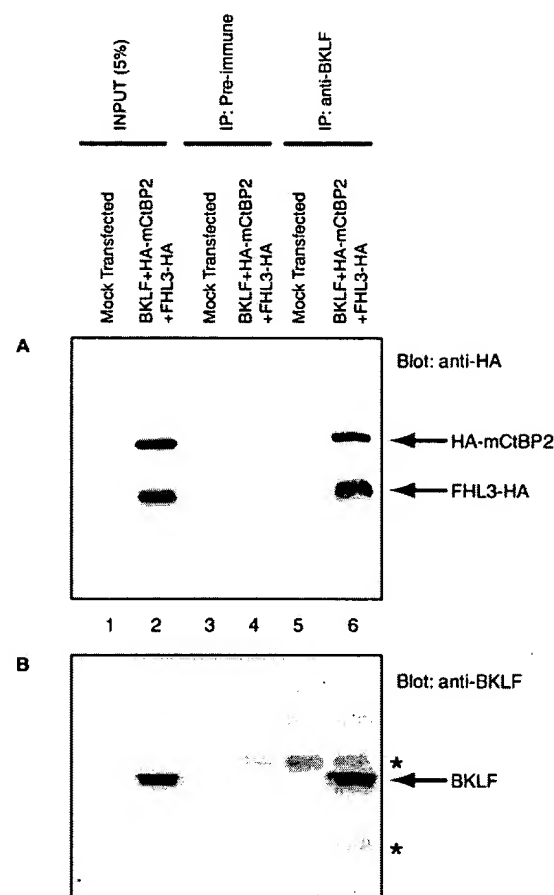 INPUT (5%)
IP: Pre-immune
IP: anti-BKLF
Mock Transfected
BKLF+HA-mCtBP2
+FHL3-HA
Mock Transfected
BKLF+HA-mCtBP2
+FHL3-HA
Mock Transfected
BKLF+HA-mCtBP2
+FHL3-HA
A
Blot: anti-HA
HA-mCtBP2
FHL3-HA
1 2 3 4 5 6
B
Blot: anti-BKLF
*
BKLF
*